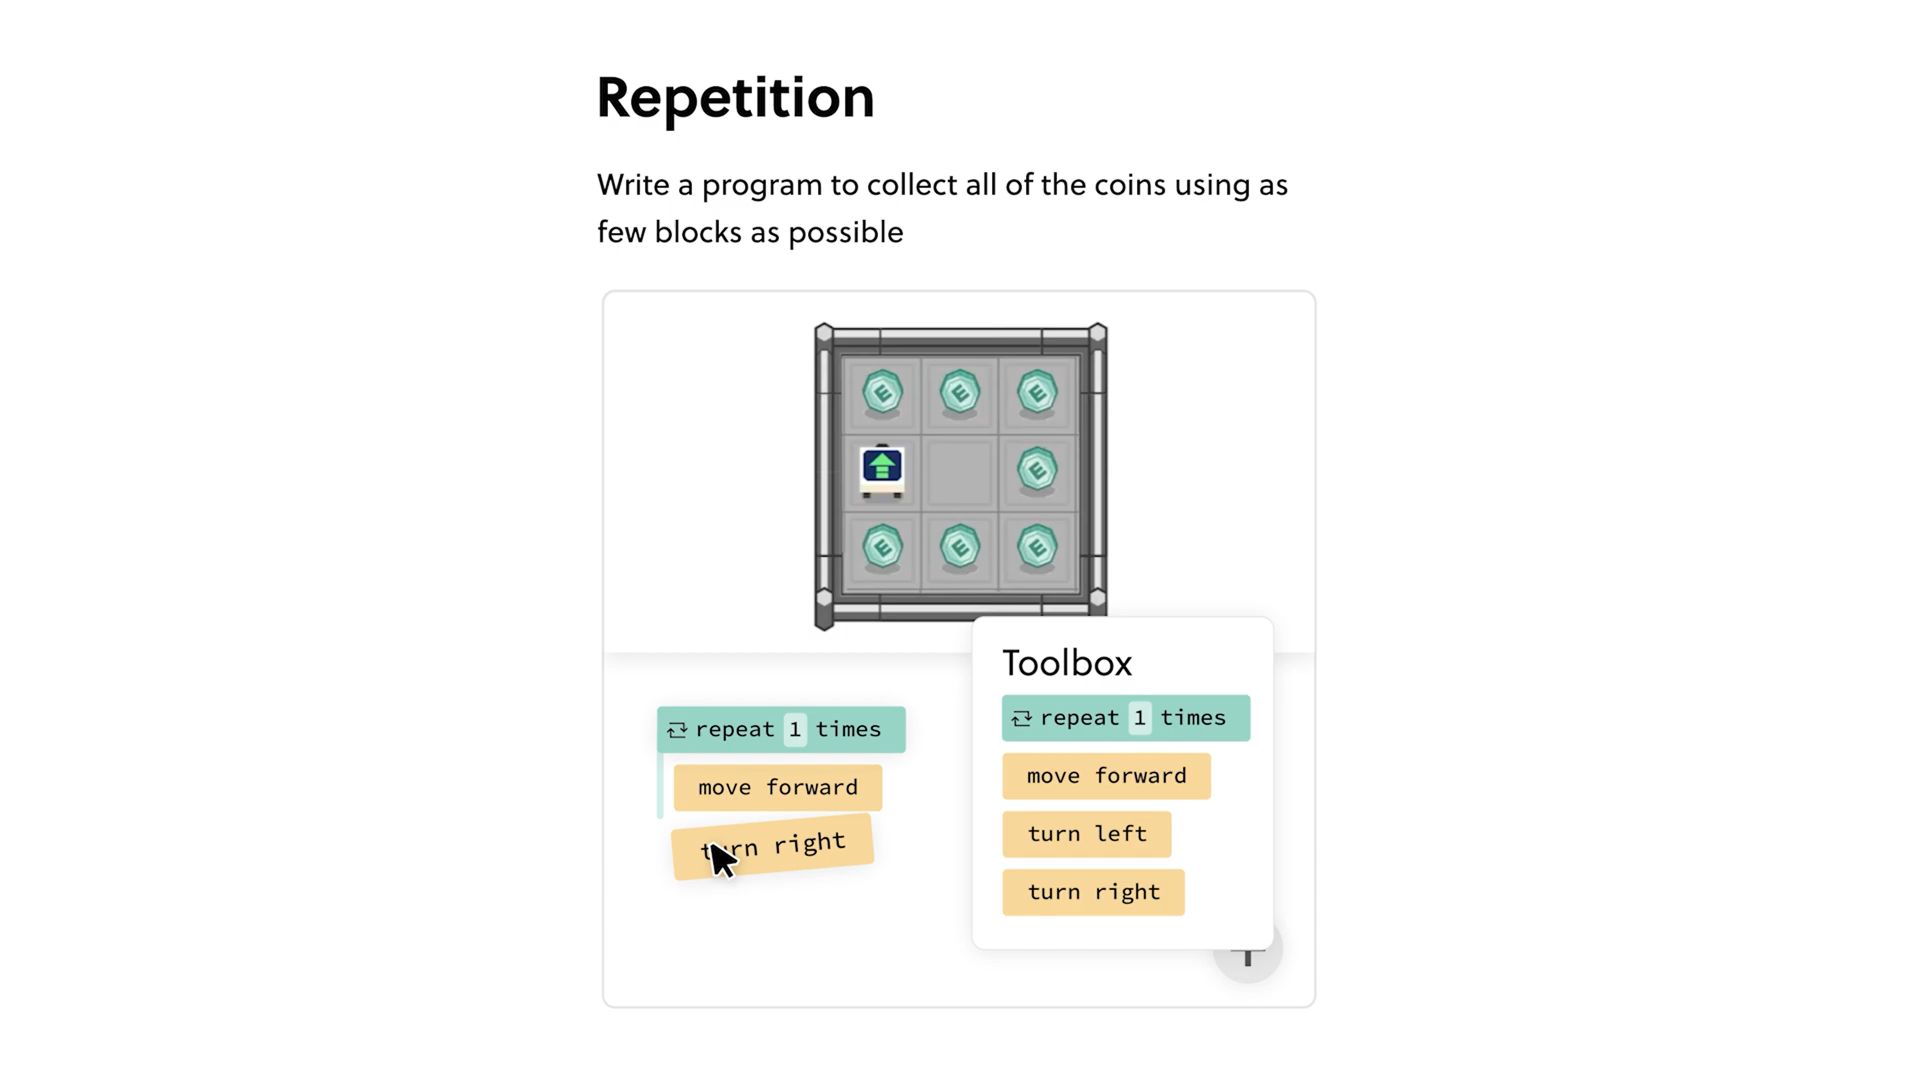 Repetition
Write a program to collect all of the coins using as
few blocks as possible
E E E
E
E E E
Toolbox
repeat 1 times
move forward
turn left
turn right
repeat 1 times
move forward
turn right